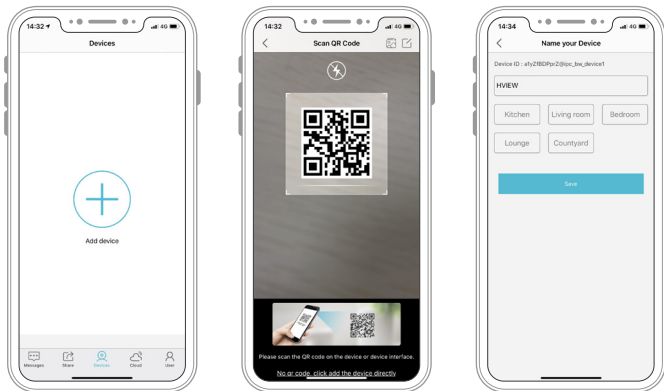 14:32
4G
Devices
Add device
Messages
Share
Devices
Cloud
User
14:32
4G
Scan QR Code
Please scan the QR code on the device or device interface.
No qr code, click add the device directly
14:34
4G
Name your Device
Device ID : a1yZfBDPprZ@ipc_bw_device1
HVIEW
Kitchen
Living room
Bedroom
Lounge
Countyard
Save